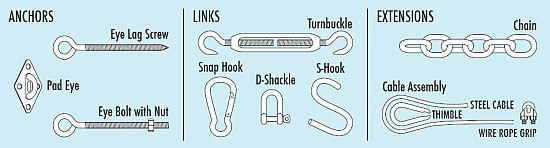 ANCHORS
Eye Lag Screw
Pad Eye
Eye Bolt with Nut
LINKS
Turnbuckle
Snap Hook
D-Shackle
S-Hook
EXTENSIONS
Chain
Cable Assembly
STEEL CABLE
THIMBLE
WIRE ROPE GRIP